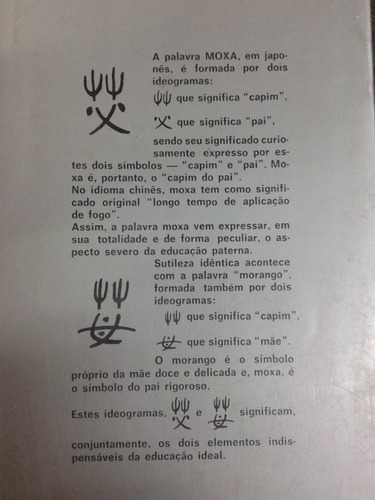 A palavra MOXA, em japo-
nês, é formada por dois
ideogramas:
que significa “capim”,
que significa “pai”,
sendo seu significado curio-
samente expresso por es-
tes dois símbolos — “capim” e “pai”. Mo-
xa é, portanto, o “capim do pai”.
No idioma chinês, moxa tem como signifi-
cado original “longo tempo de aplicação
de fogo”.
Assim, a palavra moxa vem expressar, em
sua totalidade e de forma peculiar, o as-
pecto severo da educação paterna.
Sutileza idêntica acontece
com a palavra “morango”,
formada também por dois
ideogramas:
que significa “capim”,
que significa “mãe”.
O morango é o símbolo
próprio da mãe doce e delicada e, moxa, é
o símbolo do pai rigoroso.
Estes ideogramas, e significam,
conjuntamente, os dois elementos indis-
pensáveis da educação ideal.